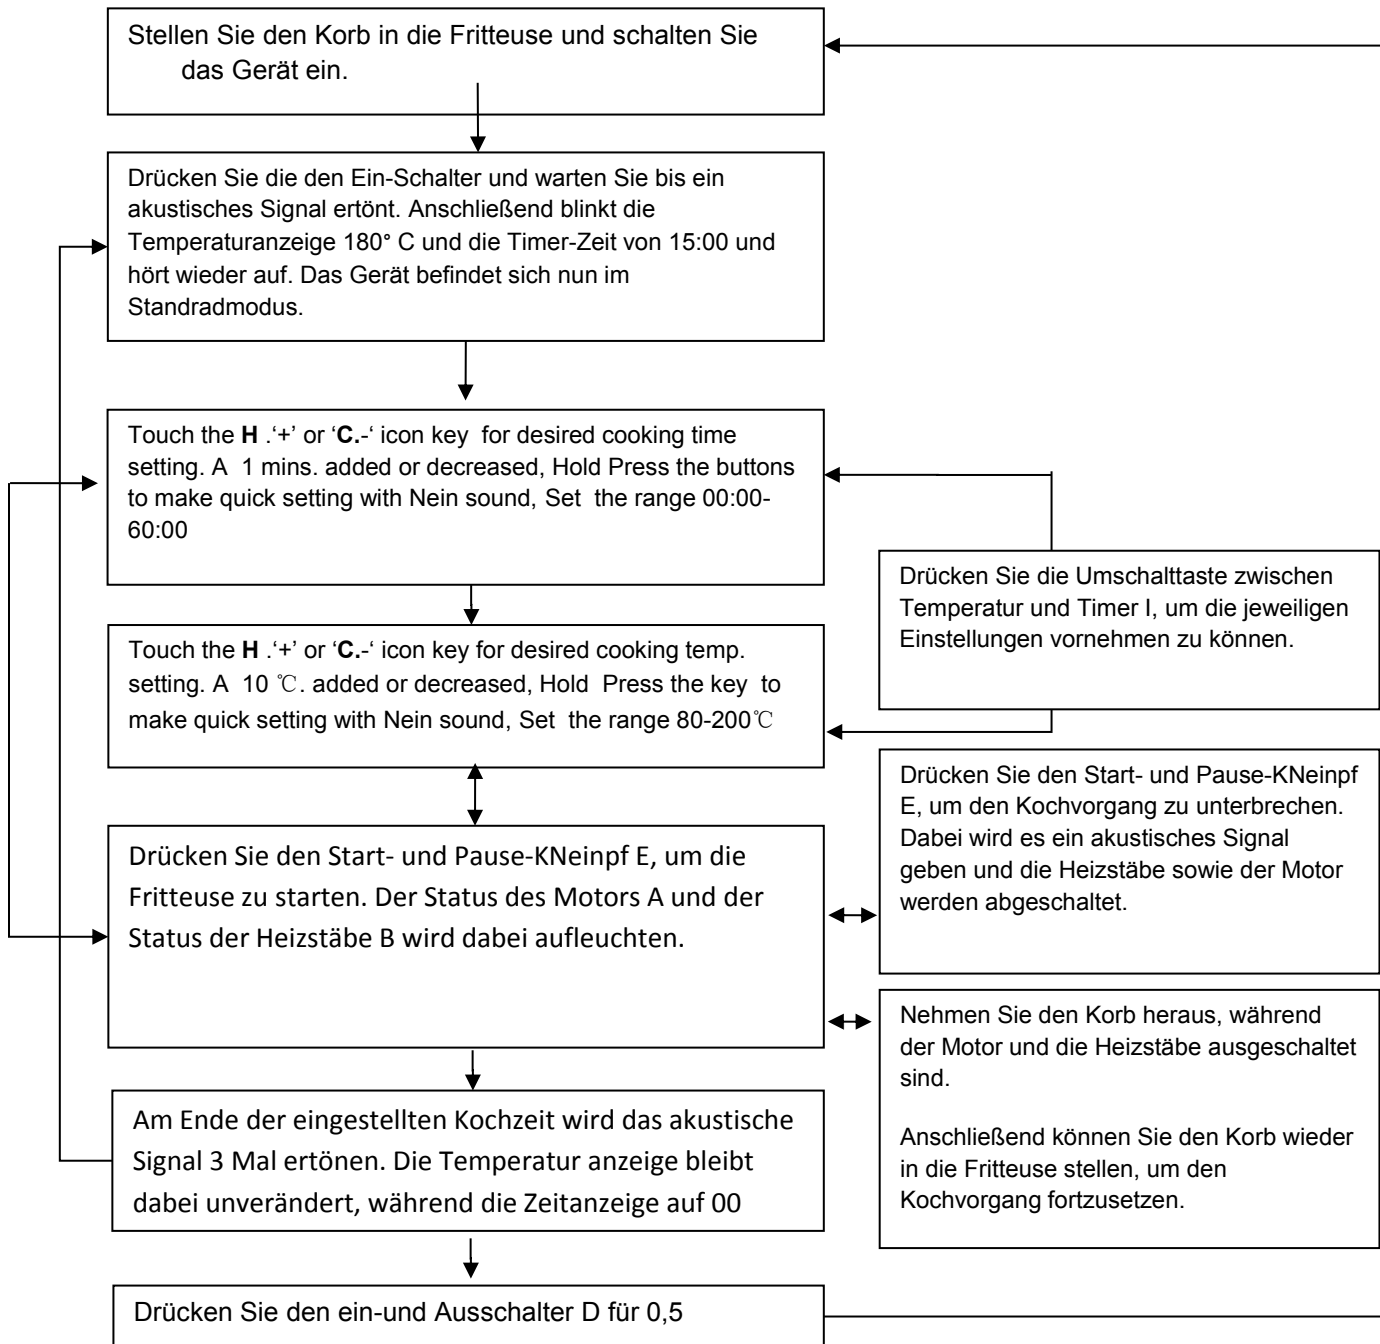 Stellen Sie den Korb in die Fritteuse und schalten Sie
das Gerät ein.
Drücken Sie die den Ein-Schalter und warten Sie bis ein
akustisches Signal ertönt. Anschließend blinkt die
Temperaturanzeige 180° C und die Timer-Zeit von 15:00 und
hört wieder auf. Das Gerät befindet sich nun im
Standradmodus.
Touch the H .‘+’ or ‘C.-‘ icon key for desired cooking time
setting. A 1 mins. added or decreased, Hold Press the buttons
to make quick setting with Nein sound, Set the range 00:00-
60:00
Drücken Sie die Umschalttaste zwischen
Temperatur und Timer I, um die jeweiligen
Einstellungen vornehmen zu können.
Touch the H .‘+’ or ‘C.-‘ icon key for desired cooking temp.
setting. A 10 ℃. added or decreased, Hold Press the key to
make quick setting with Nein sound, Set the range 80-200℃
Drücken Sie den Start- und Pause-KNeinpf
E, um den Kochvorgang zu unterbrechen.
Dabei wird es ein akustisches Signal
geben und die Heizstäbe sowie der Motor
werden abgeschaltet.
Drücken Sie den Start- und Pause-KNeinpf E, um die
Fritteuse zu starten. Der Status des Motors A und der
Status der Heizstäbe B wird dabei aufleuchten.
Nehmen Sie den Korb heraus, während
der Motor und die Heizstäbe ausgeschaltet
sind.
Anschließend können Sie den Korb wieder
in die Fritteuse stellen, um den
Kochvorgang fortzusetzen.
Am Ende der eingestellten Kochzeit wird das akustische
Signal 3 Mal ertönen. Die Temperatur anzeige bleibt
dabei unverändert, während die Zeitanzeige auf 00
Drücken Sie den ein-und Ausschalter D für 0,5